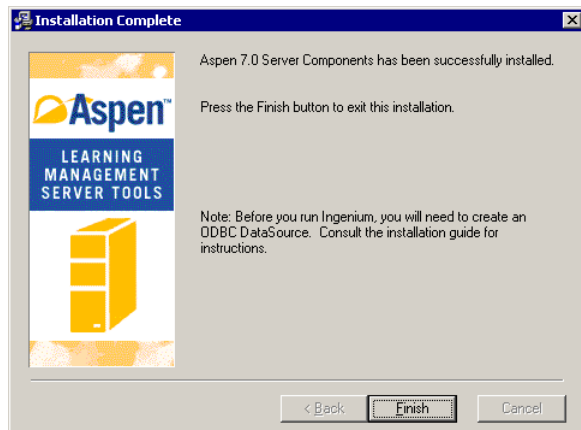 Installation Complete
Aspen 7.0 Server Components has been successfully installed.
Press the Finish button to exit this installation.
Aspen™
LEARNING
MANAGEMENT
SERVER TOOLS
Note: Before you run Ingenium, you will need to create an
ODBC DataSource. Consult the installation guide for
instructions.
< Back
Finish
Cancel